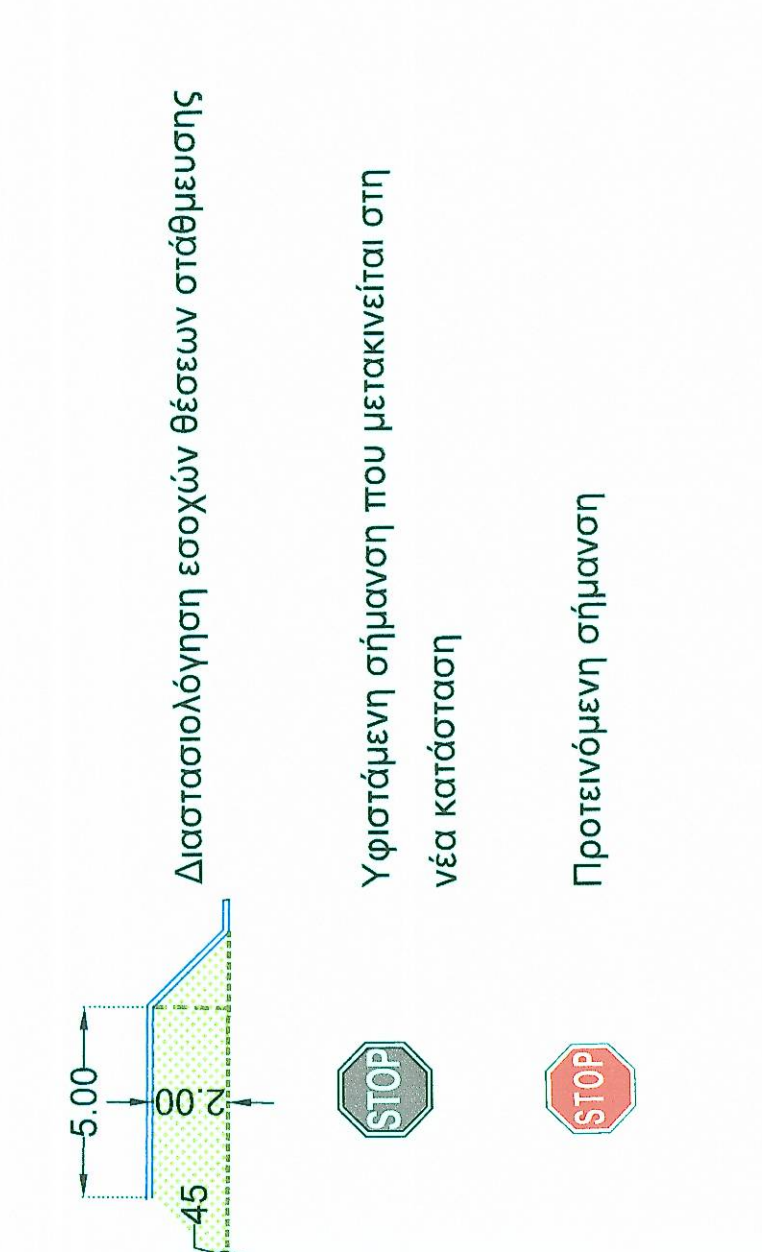 5.00
2.00
45
Διαστασιολόγηση εσοχών θέσεων στάθμευσης
STOP
Υφιστάμενη σήμανση που μετακινείται στη
νέα κατάσταση
STOP
Προτεινόμενη σήμανση